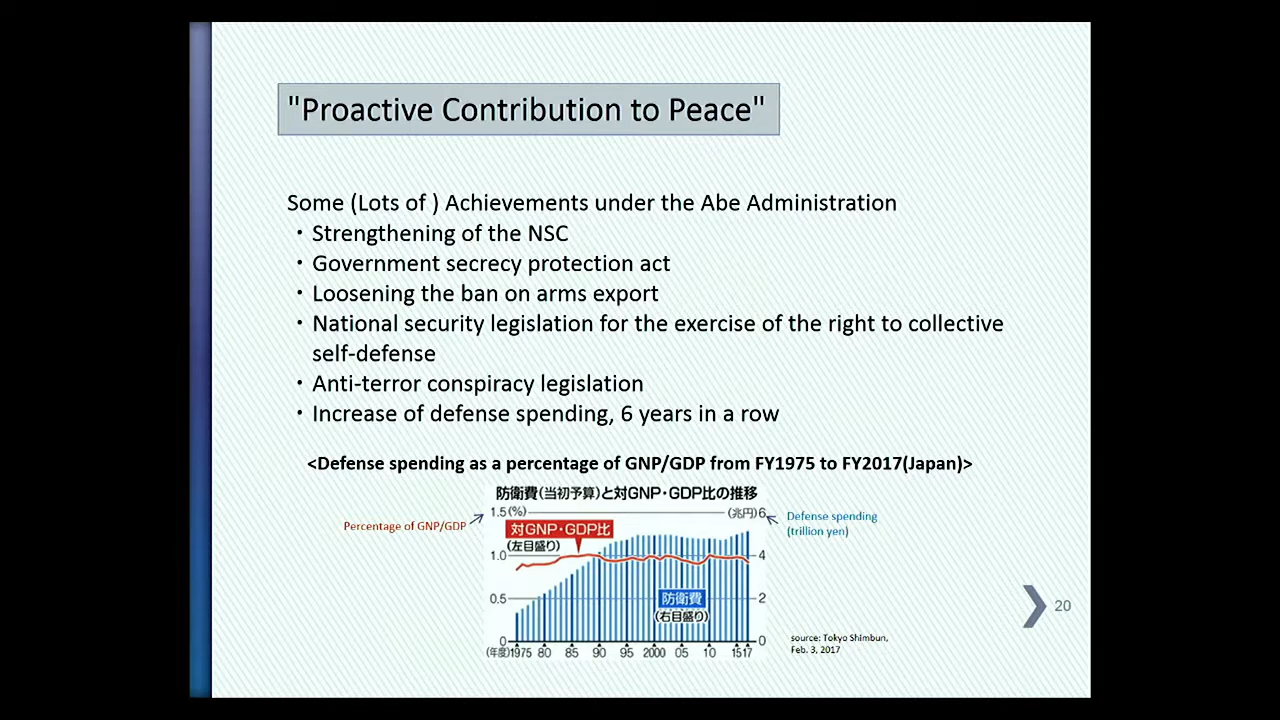 "Proactive Contribution to Peace"
Some (Lots of ) Achievements under the Abe Administration
・Strengthening of the NSC
・Government secrecy protection act
・Loosening the ban on arms export
・National security legislation for the exercise of the right to collective
self-defense
・Anti-terror conspiracy legislation
・Increase of defense spending, 6 years in a row
<Defense spending as a percentage of GNP/GDP from FY1975 to FY2017(Japan)>
防衛費(当初予算)と対GNP・GDP比の推移
1.5(%) (兆円)6
Percentage of GNP/GDP
Defense spending
(trillion yen)
対GNP・GDP比
(左目盛り)
1.0 4
0.5 2
防衛費
(右目盛り)
0 0
(年度)1975 80 85 90 95 2000 05 10 1517
source: Tokyo Shimbun,
Feb. 3, 2017
20